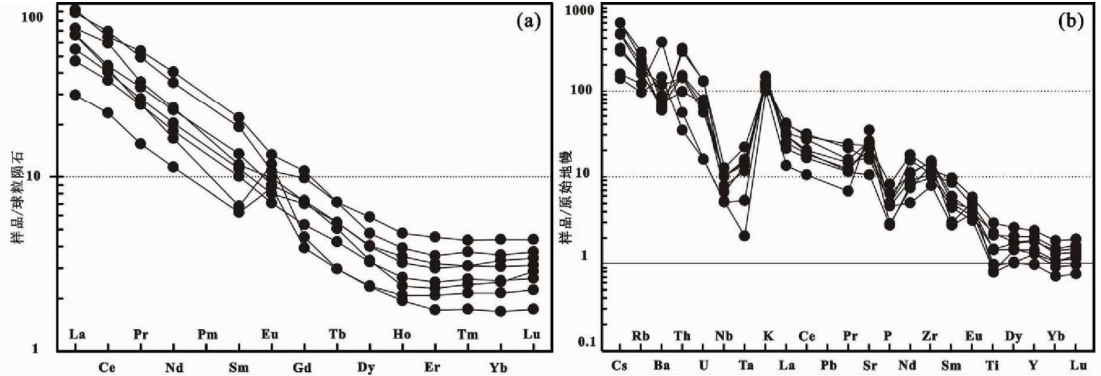 (a)
100
10
1
样品/球粒陨石
La Pr Pm Eu Tb Ho Tm Lu
Ce Nd Sm Gd Dy Er Yb
(b)
1000
100
10
1
0.1
样品/原始地幔
Rb Th Nb K Ce Pr P Zr Eu Dy Yb
Cs Ba U Ta La Pb Sr Nd Sm Ti Y Lu